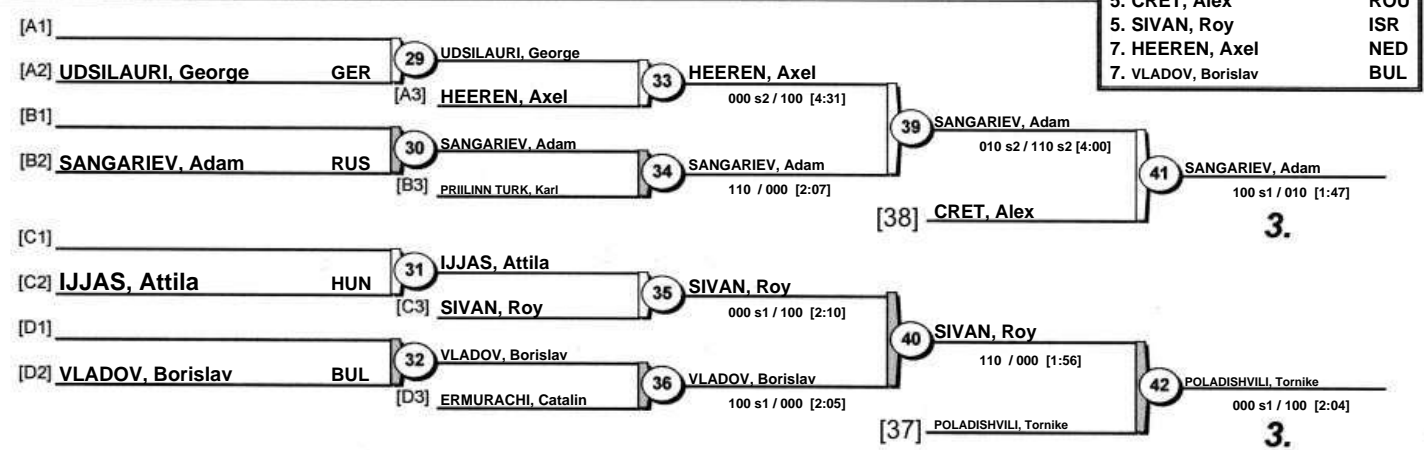 5. CRET, Alex ROU
5. SIVAN, Roy ISR
7. HEEREN, Axel NED
7. VLADOV, Borislav BUL
[A1]
[A2] UDSILAURI, George GER
29
UDSILAURI, George
[A3] HEEREN, Axel
33
HEEREN, Axel
000 s2 / 100 [4:31]
[B1]
[B2] SANGARIEV, Adam RUS
30
SANGARIEV, Adam
[B3] PRIILINN TURK, Karl
34
SANGARIEV, Adam
110 / 000 [2:07]
39
SANGARIEV, Adam
010 s2 / 110 s2 [4:00]
[38] CRET, Alex
41
SANGARIEV, Adam
100 s1 / 010 [1:47]
3.
[C1]
[C2] IJJAS, Attila HUN
31
IJJAS, Attila
[C3] SIVAN, Roy
35
SIVAN, Roy
000 s1 / 100 [2:10]
[D1]
[D2] VLADOV, Borislav BUL
32
VLADOV, Borislav
[D3] ERMURACHI, Catalin
36
VLADOV, Borislav
100 s1 / 000 [2:05]
40
SIVAN, Roy
110 / 000 [1:56]
[37] POLADISHVILI, Tornike
42
POLADISHVILI, Tornike
000 s1 / 100 [2:04]
3.